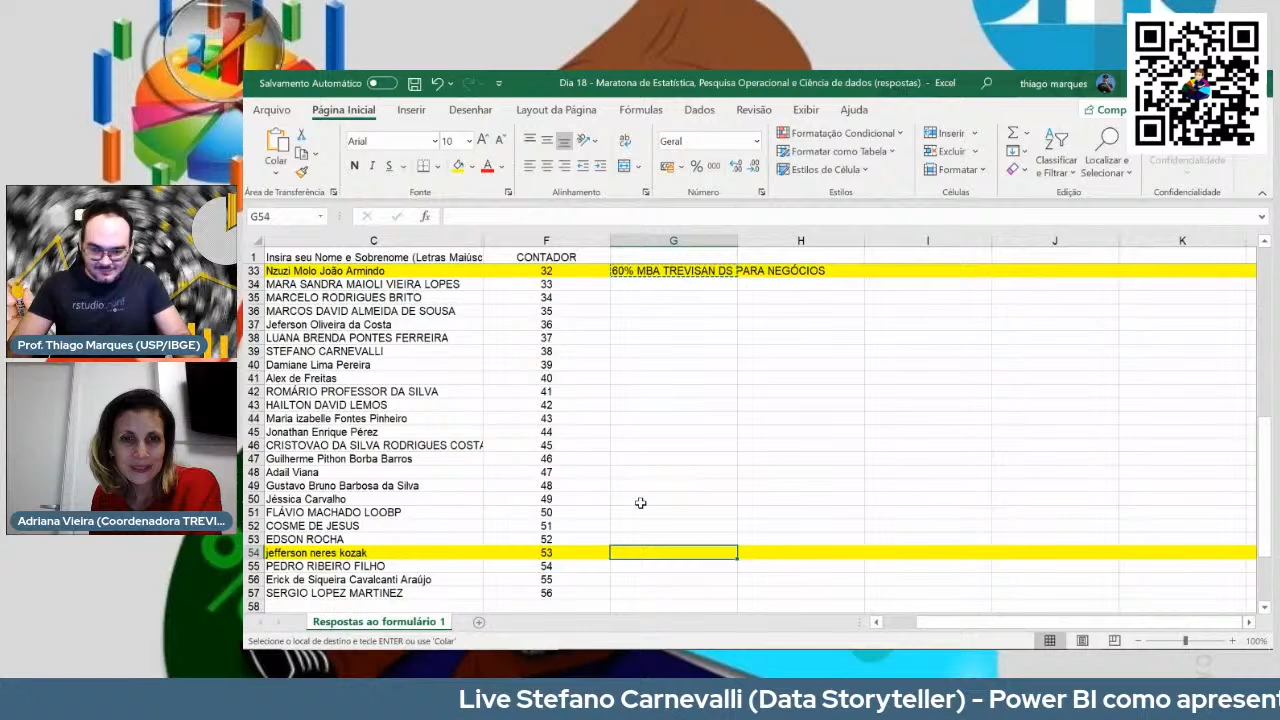 Salvamento Automático
Dia 18 - Maratona de Estatística, Pesquisa Operacional e Ciência de dados (respostas) - Excel
thiago marques
Arquivo
Página Inicial
Inserir
Desenhar
Layout da Página
Fórmulas
Dados
Revisão
Exibir
Ajuda
Comp
Colar
Arial
10
N I S
Geral
% 000
Formatação Condicional
Formatar como Tabela
Estilos de Célula
Inserir
Excluir
Formatar
Classificar e Filtrar
Localizar e Selecionar
Confidencialidade
Área de Transferência
Fonte
Alinhamento
Número
Estilos
Células
Edição
Confidencialidade
G54
fx
C F G H I J K
1 Insira seu Nome e Sobrenome (Letras Maiúsc CONTADOR
33 Nzuzi Molo João Armindo 32 60% MBA TREVISAN DS PARA NEGÓCIOS
34 MARA SANDRA MAIOLI VIEIRA LOPES 33
35 MARCELO RODRIGUES BRITO 34
36 MARCOS DAVID ALMEIDA DE SOUSA 35
37 Jeferson Oliveira da Costa 36
38 LUANA BRENDA PONTES FERREIRA 37
39 STEFANO CARNEVALLI 38
40 Damiane Lima Pereira 39
41 Alex de Freitas 40
42 ROMÁRIO PROFESSOR DA SILVA 41
43 HAILTON DAVID LEMOS 42
44 Maria izabelle Fontes Pinheiro 43
45 Jonathan Enrique Pérez 44
46 CRISTOVAO DA SILVA RODRIGUES COSTA 45
47 Guilherme Pithon Borba Barros 46
48 Adail Viana 47
49 Gustavo Bruno Barbosa da Silva 48
50 Jéssica Carvalho 49
51 FLÁVIO MACHADO LOOBP 50
52 COSME DE JESUS 51
53 EDSON ROCHA 52
54 jefferson neres kozak 53
55 PEDRO RIBEIRO FILHO 54
56 Erick de Siqueira Cavalcanti Araújo 55
57 SERGIO LOPEZ MARTINEZ 56
58
Respostas ao formulário 1
Selecione o local de destino e tecle ENTER ou use 'Colar'
100%
Prof. Thiago Marques (USP/IBGE)
Adriana Vieira (Coordenadora TREVI...
Live Stefano Carnevalli (Data Storyteller) - Power BI como apresen